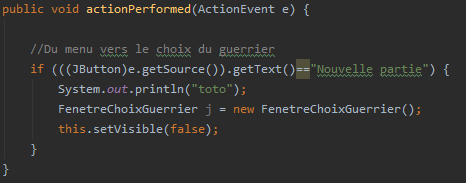 public void actionPerformed(ActionEvent e) {
//Du menu vers le choix du guerrier
if (((JButton)e.getSource()).getText()=="Nouvelle partie") {
System.out.println("toto");
FenetreChoixGuerrier j = new FenetreChoixGuerrier();
this.setVisible(false);
}
}